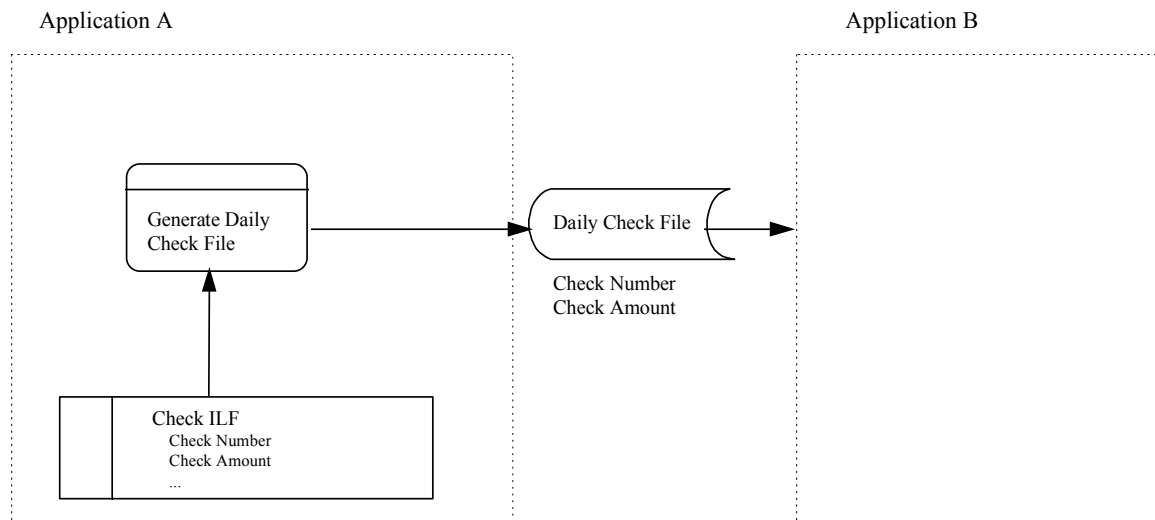 Application A
Application B
Generate Daily
Check File
Daily Check File
Check Number
Check Amount
Check ILF
Check Number
Check Amount
...